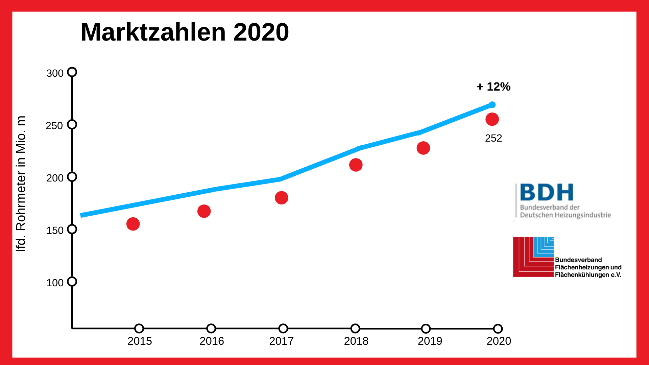 Marktzahlen 2020
lfd. Rohrmeter in Mio. m
300
250
200
150
100
+ 12%
252
2015
2016
2017
2018
2019
2020
BDH
Bundesverband der
Deutschen Heizungsindustrie
Bundesverband
Flächenheizungen und
Flächenkühlungen e.V.